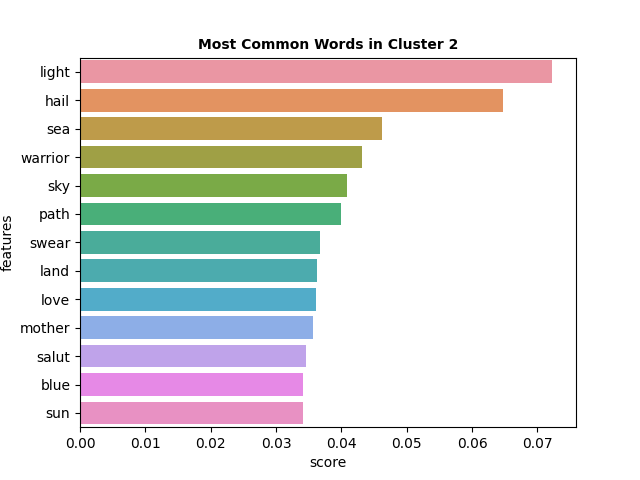 Most Common Words in Cluster 2
light
hail
sea
warrior
sky
path
swear
land
love
mother
salut
blue
sun
features
0.00 0.01 0.02 0.03 0.04 0.05 0.06 0.07
score